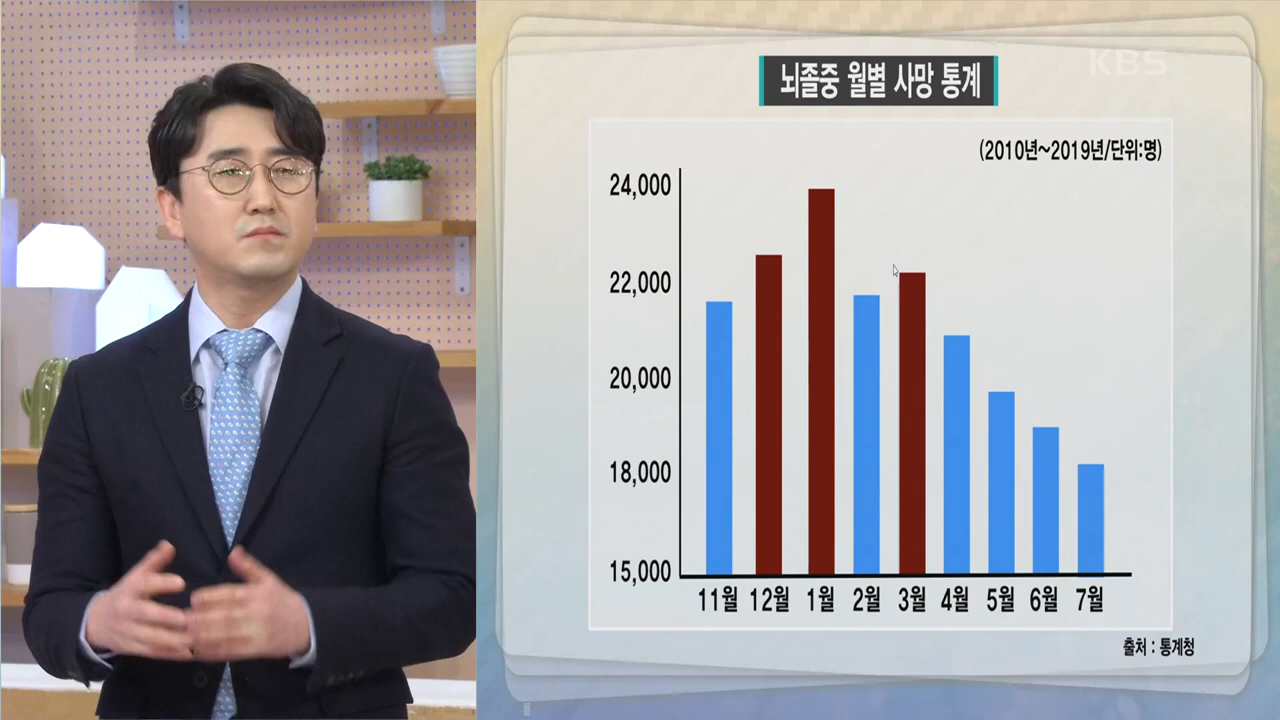 KBS
뇌졸중 월별 사망 통계
(2010년~2019년/단위:명)
24,000
22,000
20,000
18,000
15,000
11월 12월 1월 2월 3월 4월 5월 6월 7월
출처 : 통계청